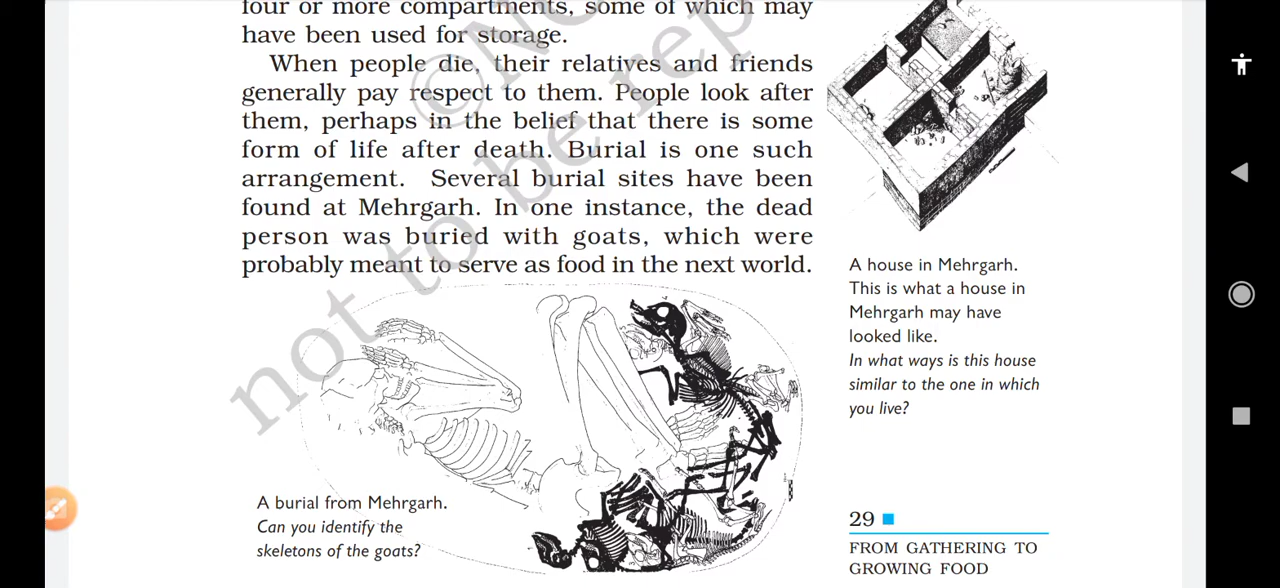 four or more compartments, some of which may
have been used for storage.
When people die, their relatives and friends
generally pay respect to them. People look after
them, perhaps in the belief that there is some
form of life after death. Burial is one such
arrangement. Several burial sites have been
found at Mehrgarh. In one instance, the dead
person was buried with goats, which were
probably meant to serve as food in the next world.
A house in Mehrgarh.
This is what a house in
Mehrgarh may have
looked like.
In what ways is this house
similar to the one in which
you live?
A burial from Mehrgarh.
Can you identify the
skeletons of the goats?
29
FROM GATHERING TO
GROWING FOOD
not to be rep